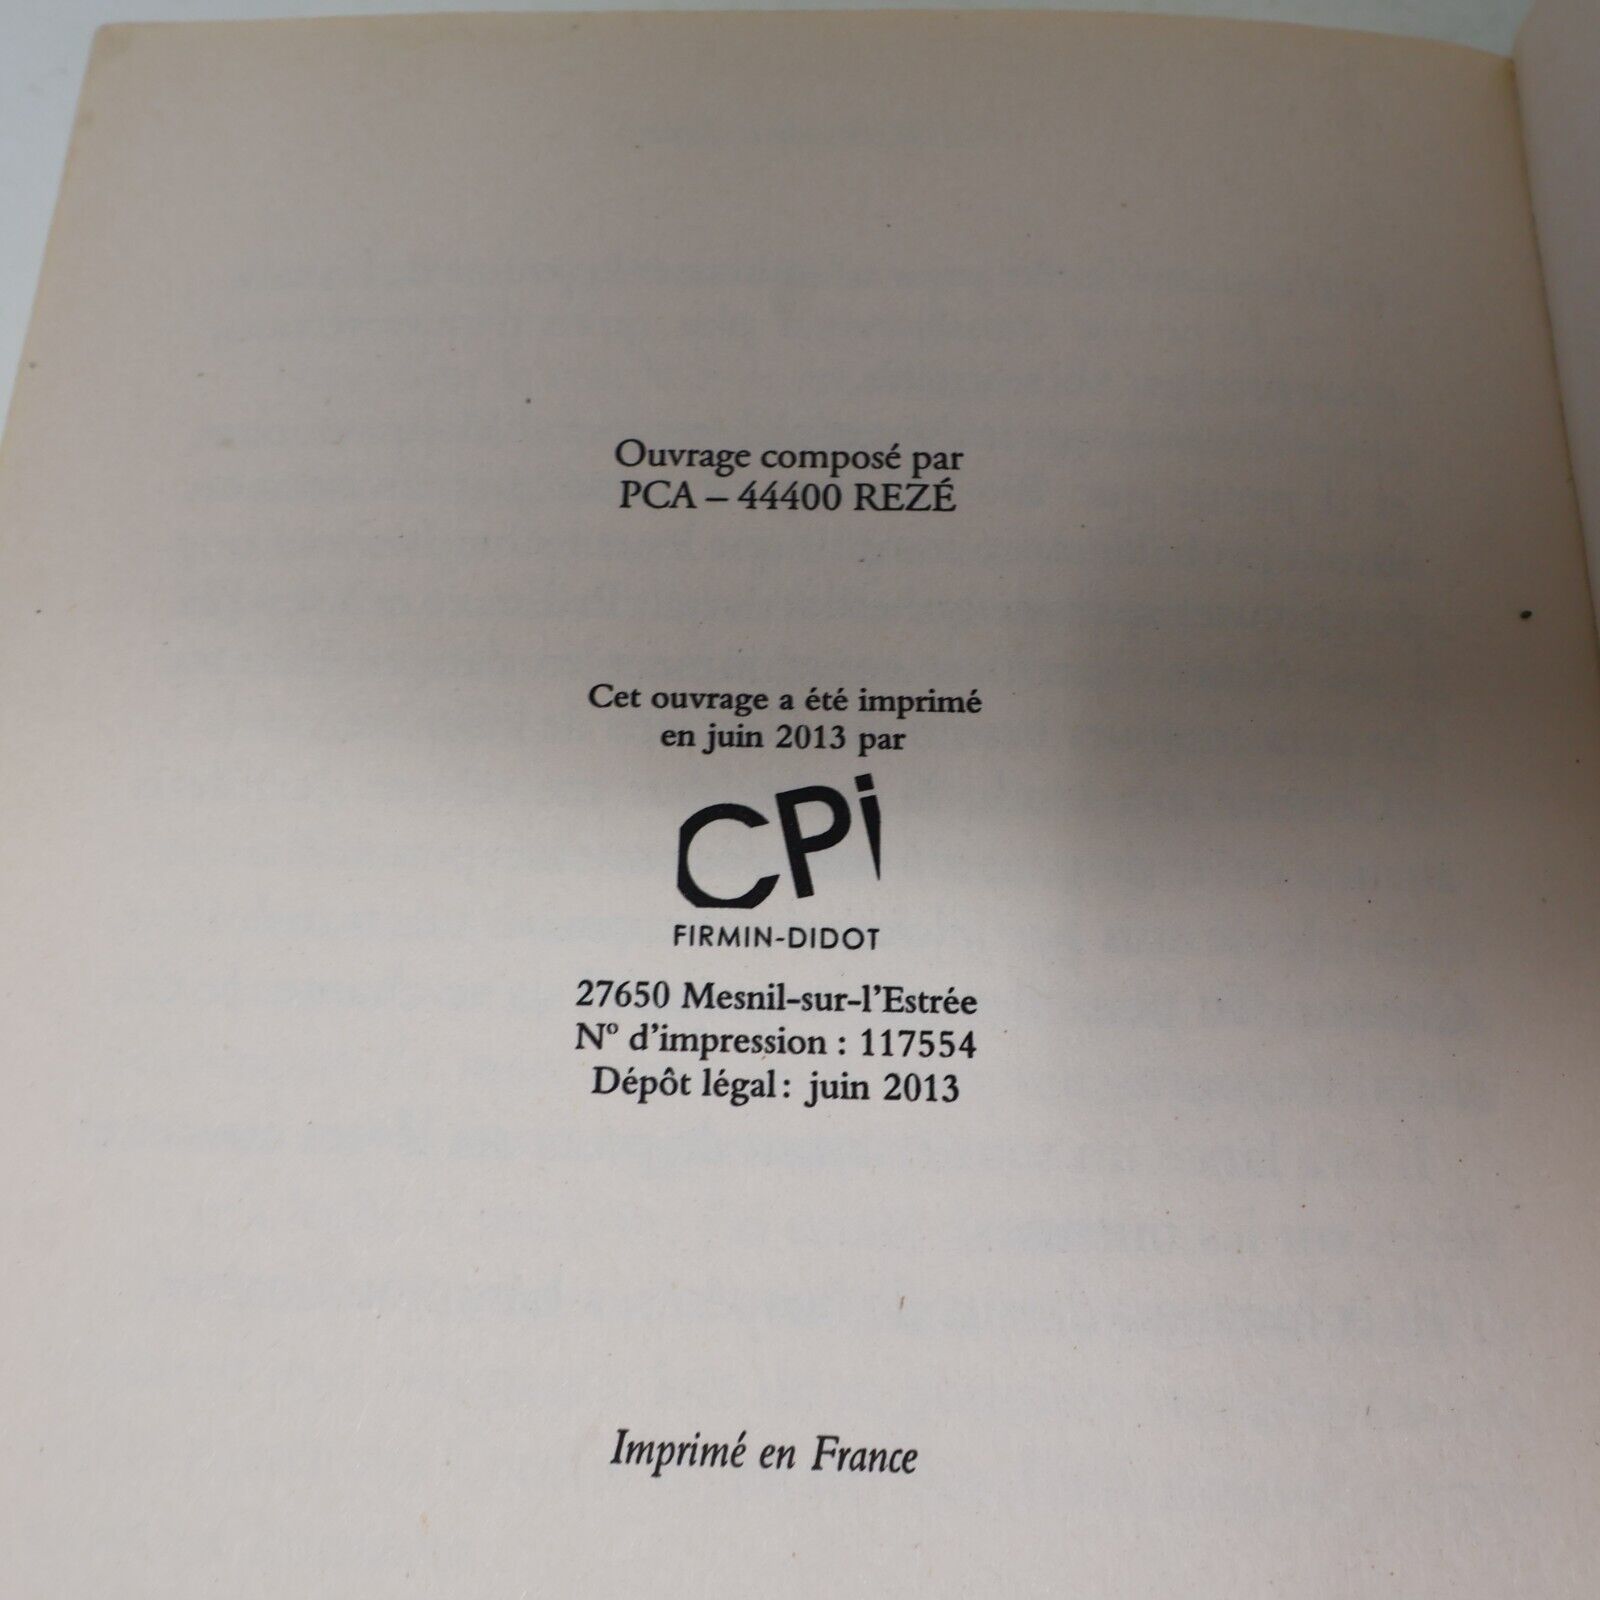 Ouvrage composé par
PCA – 44400 REZÉ
Cet ouvrage a été imprimé
en juin 2013 par
CPi
FIRMIN-DIDOT
27650 Mesnil-sur-l'Estrée
N° d'impression : 117554
Dépôt légal : juin 2013
Imprimé en France